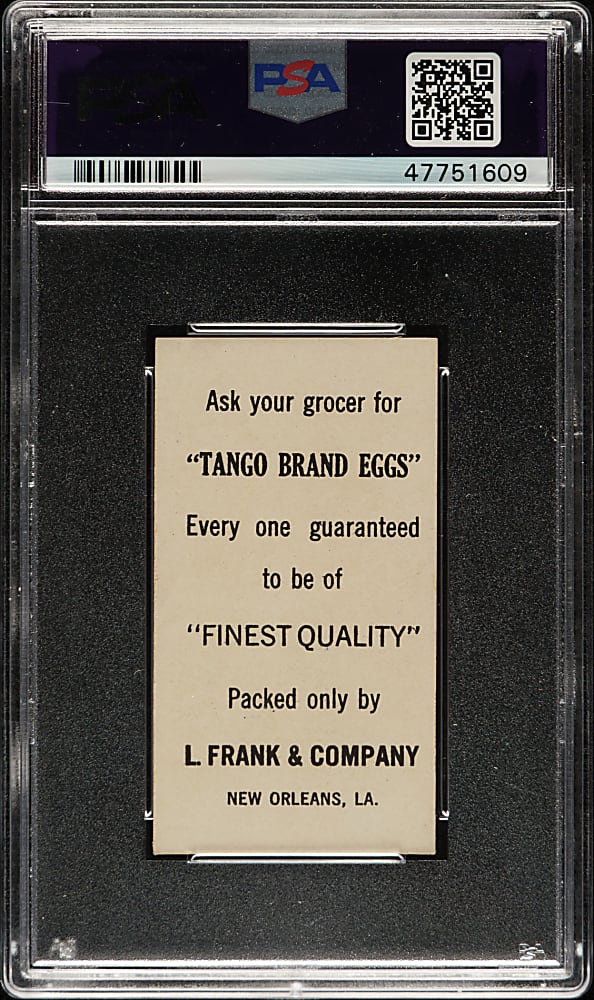 PSA
47751609
Ask your grocer for
"TANGO BRAND EGGS"
Every one guaranteed
to be of
"FINEST QUALITY"
Packed only by
L. FRANK & COMPANY
NEW ORLEANS, LA.